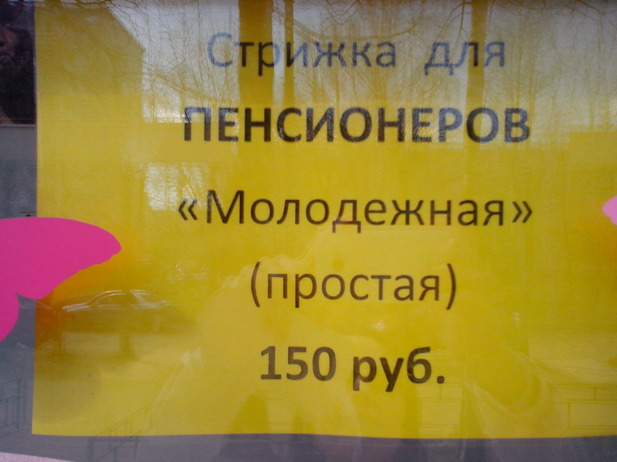 Стрижка для
ПЕНСИОНЕРОВ
«Молодежная»
(простая)
150 руб.